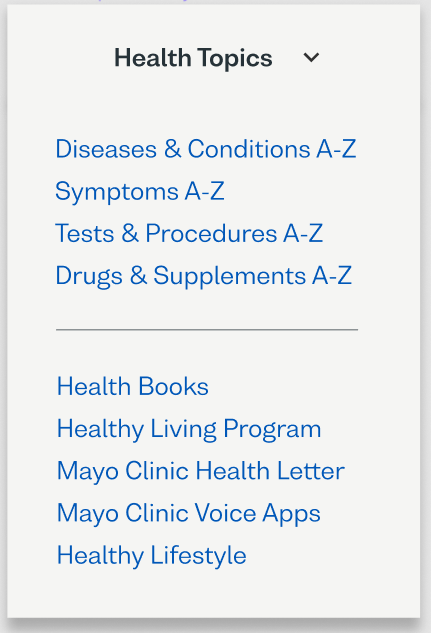 Health Topics
Diseases & Conditions A-Z
Symptoms A-Z
Tests & Procedures A-Z
Drugs & Supplements A-Z
Health Books
Healthy Living Program
Mayo Clinic Health Letter
Mayo Clinic Voice Apps
Healthy Lifestyle